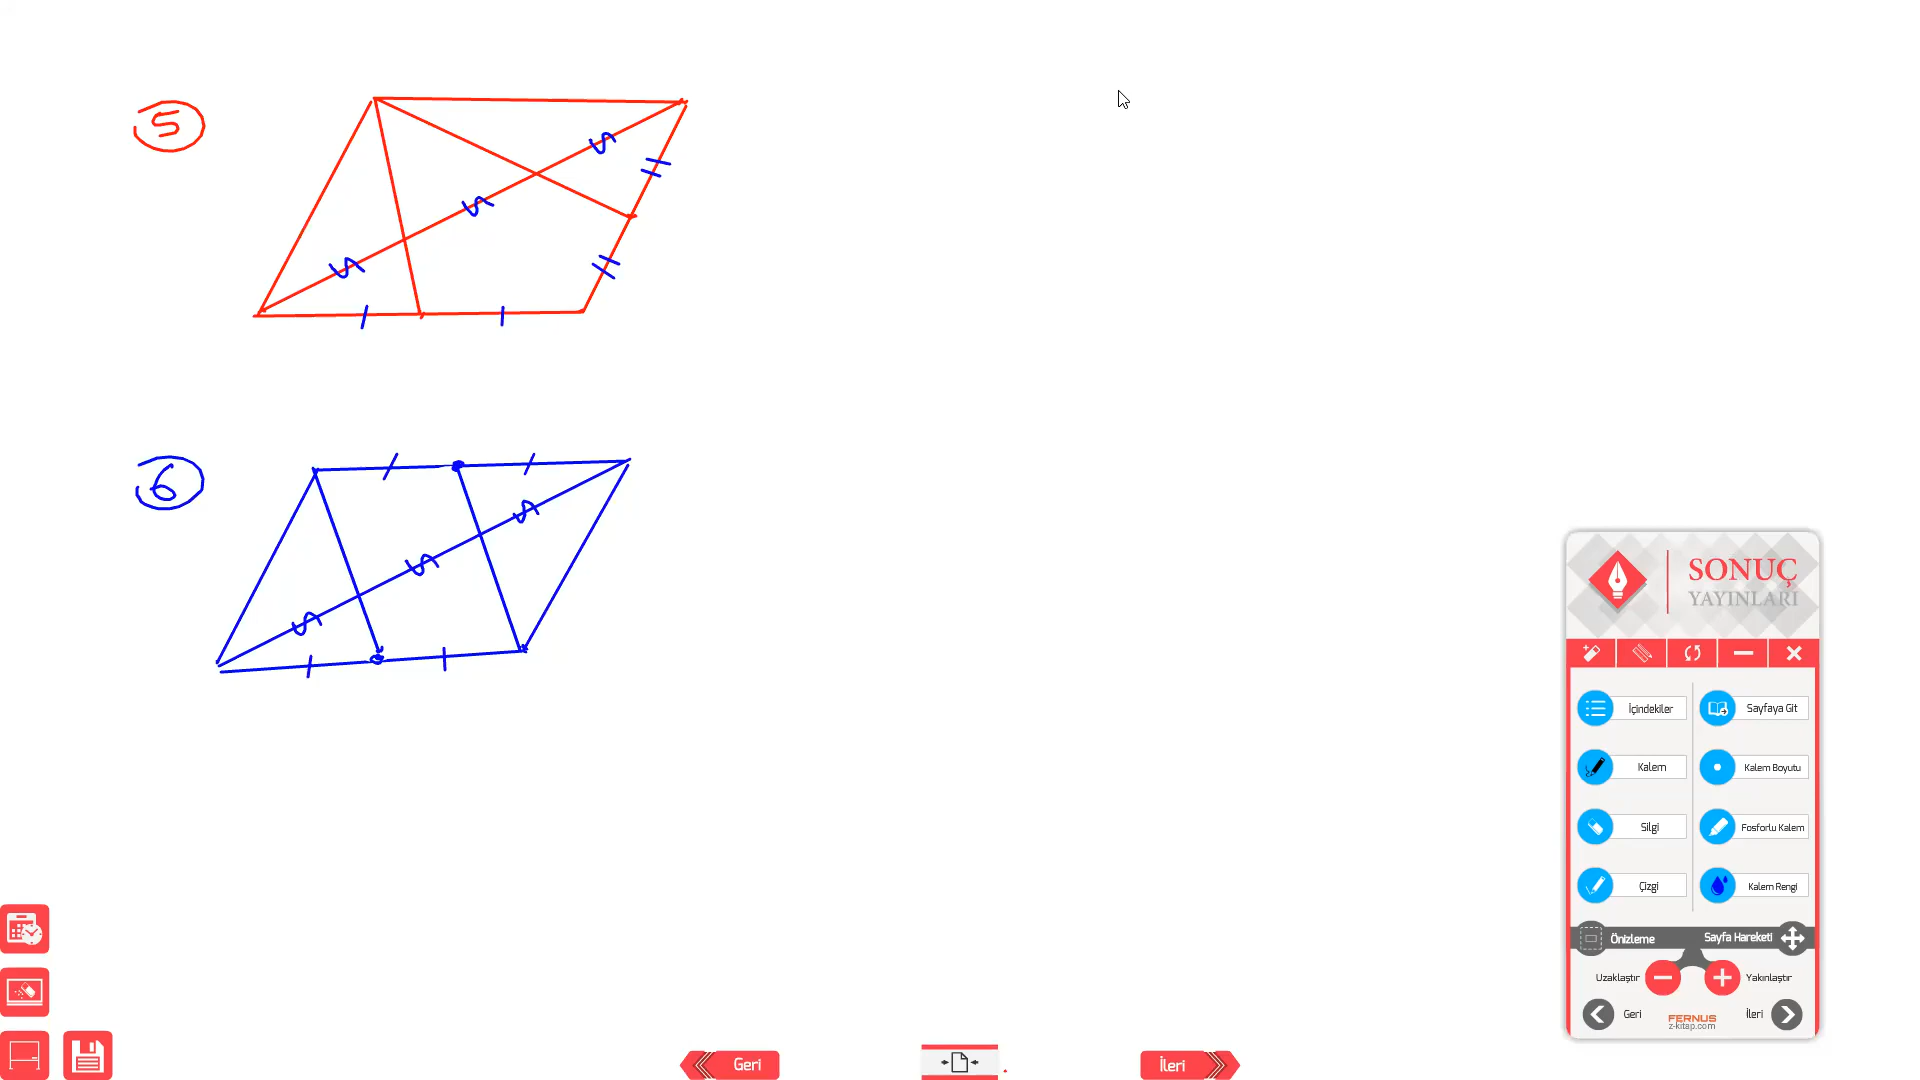 5
6
SONUÇ
YAYINLARI
İçindekiler
Sayfaya Git
Kalem
Kalem Boyutu
Silgi
Fosforlu Kalem
Çizgi
Kalem Rengi
Önizleme
Sayfa Hareketi
Uzaklaştır
Yakınlaştır
Geri
FERNUS
z-kitap.com
İleri
Geri
İleri